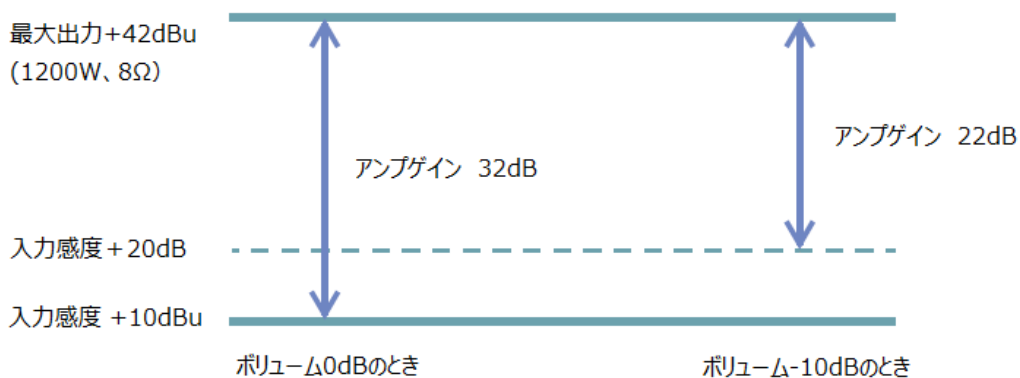 最大出力+42dBu
(1200W、8Ω）
アンプゲイン 22dB
アンプゲイン 32dB
入力感度+20dB
入力感度 +10dBu
ボリューム0dBのとき
ボリューム-10dBのとき